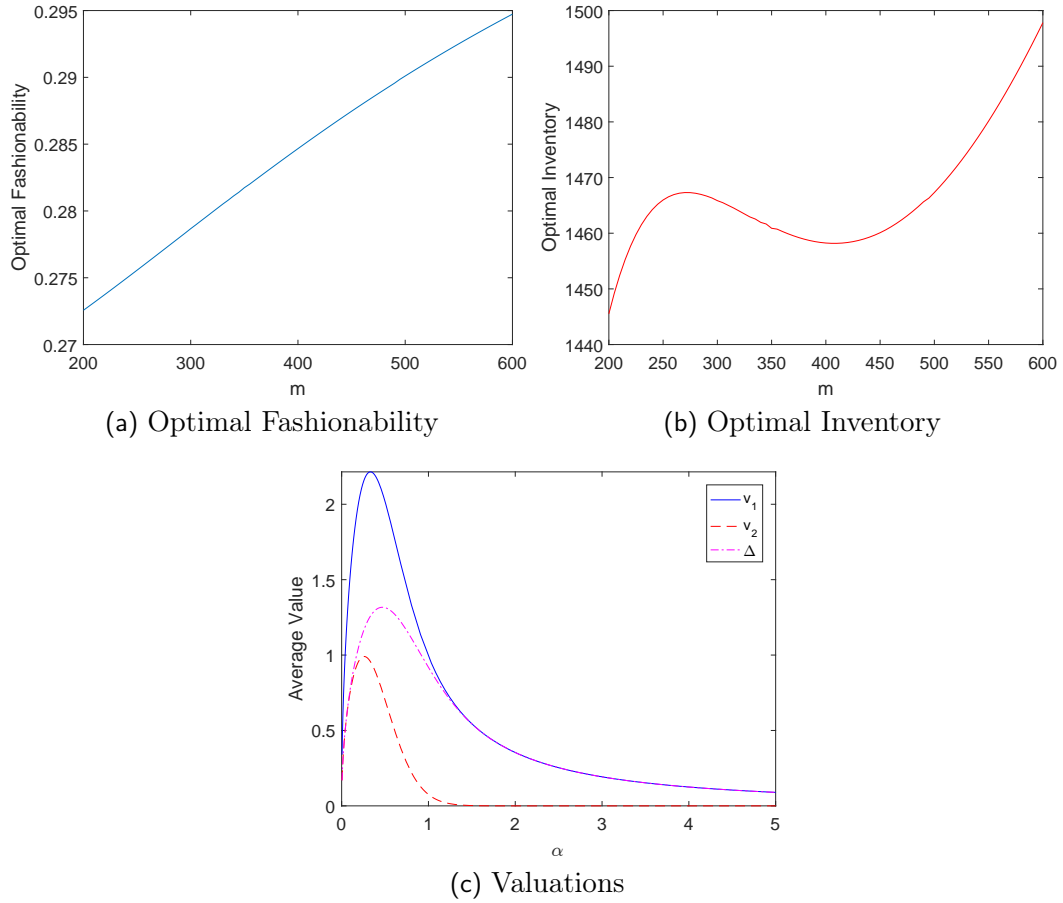 0.295
0.29
0.285
0.28
0.275
0.27
Optimal Fashionability
200 300 400 500 600
m
(a) Optimal Fashionability
1500
1490
1480
1470
1460
1450
1440
Optimal Inventory
200 250 300 350 400 450 500 550 600
m
(b) Optimal Inventory
2
1.5
1
0.5
0
Average Value
v1
v2
Δ
0 1 2 3 4 5
α
(c) Valuations